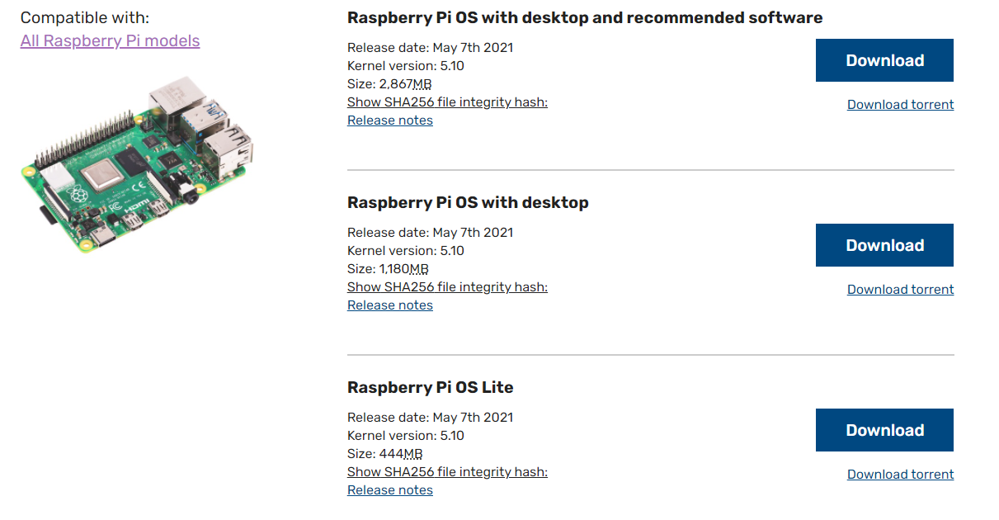 Compatible with:
All Raspberry Pi models
Raspberry Pi OS with desktop and recommended software
Release date: May 7th 2021
Kernel version: 5.10
Size: 2,867MB
Show SHA256 file integrity hash:
Release notes
Download
Download torrent
Raspberry Pi OS with desktop
Release date: May 7th 2021
Kernel version: 5.10
Size: 1,180MB
Show SHA256 file integrity hash:
Release notes
Download
Download torrent
Raspberry Pi OS Lite
Release date: May 7th 2021
Kernel version: 5.10
Size: 444MB
Show SHA256 file integrity hash:
Release notes
Download
Download torrent
HDMI
FC
CE